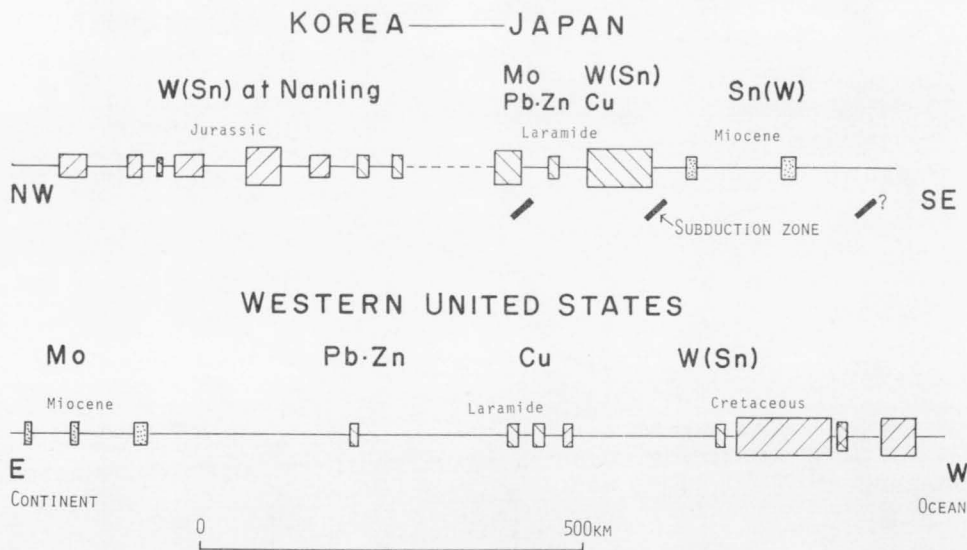 KOREA——JAPAN
Mo W(Sn)
W(Sn) at Nanling Pb·Zn Cu Sn(W)
Jurassic Laramide Miocene
NW SE
?
SUBDUCTION ZONE
WESTERN UNITED STATES
Mo Pb·Zn Cu W(Sn)
Miocene Laramide Cretaceous
E W
CONTINENT OCEAN
0 500KM